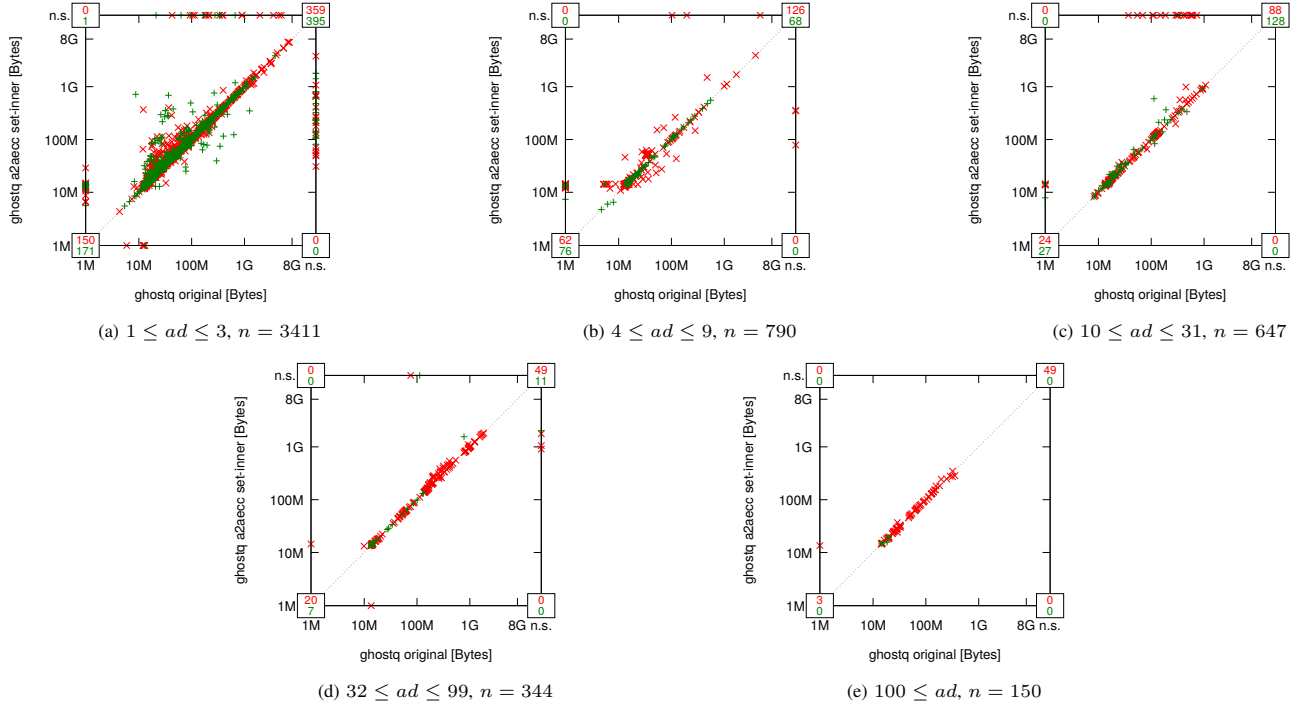 0
1
359
395
n.s.
8G
1G
100M
10M
1M
ghostq a2aecc set-inner [Bytes]
150
171
0
0
1M 10M 100M 1G 8G n.s.
ghostq original [Bytes]
(a) 1 ≤ ad ≤ 3, n = 3411
0
0
126
68
n.s.
8G
1G
100M
10M
1M
ghostq a2aecc set-inner [Bytes]
62
76
0
0
1M 10M 100M 1G 8G n.s.
ghostq original [Bytes]
(b) 4 ≤ ad ≤ 9, n = 790
0
0
88
128
n.s.
8G
1G
100M
10M
1M
ghostq a2aecc set-inner [Bytes]
24
27
0
0
1M 10M 100M 1G 8G n.s.
ghostq original [Bytes]
(c) 10 ≤ ad ≤ 31, n = 647
0
0
49
11
n.s.
8G
1G
100M
10M
1M
ghostq a2aecc set-inner [Bytes]
20
7
0
0
1M 10M 100M 1G 8G n.s.
ghostq original [Bytes]
(d) 32 ≤ ad ≤ 99, n = 344
0
0
49
0
n.s.
8G
1G
100M
10M
1M
ghostq a2aecc set-inner [Bytes]
3
0
0
0
1M 10M 100M 1G 8G n.s.
ghostq original [Bytes]
(e) 100 ≤ ad, n = 150